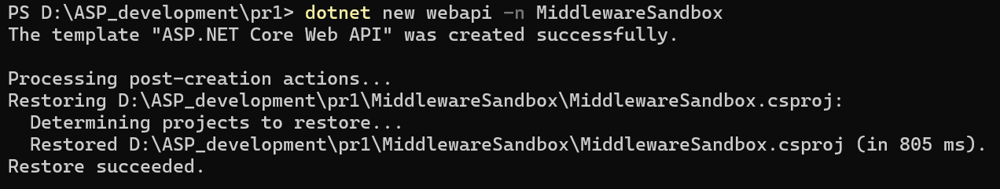 PS D:\ASP_development\pr1> dotnet new webapi -n MiddlewareSandbox
The template "ASP.NET Core Web API" was created successfully.
Processing post-creation actions...
Restoring D:\ASP_development\pr1\MiddlewareSandbox\MiddlewareSandbox.csproj:
  Determining projects to restore...
  Restored D:\ASP_development\pr1\MiddlewareSandbox\MiddlewareSandbox.csproj (in 805 ms).
Restore succeeded.